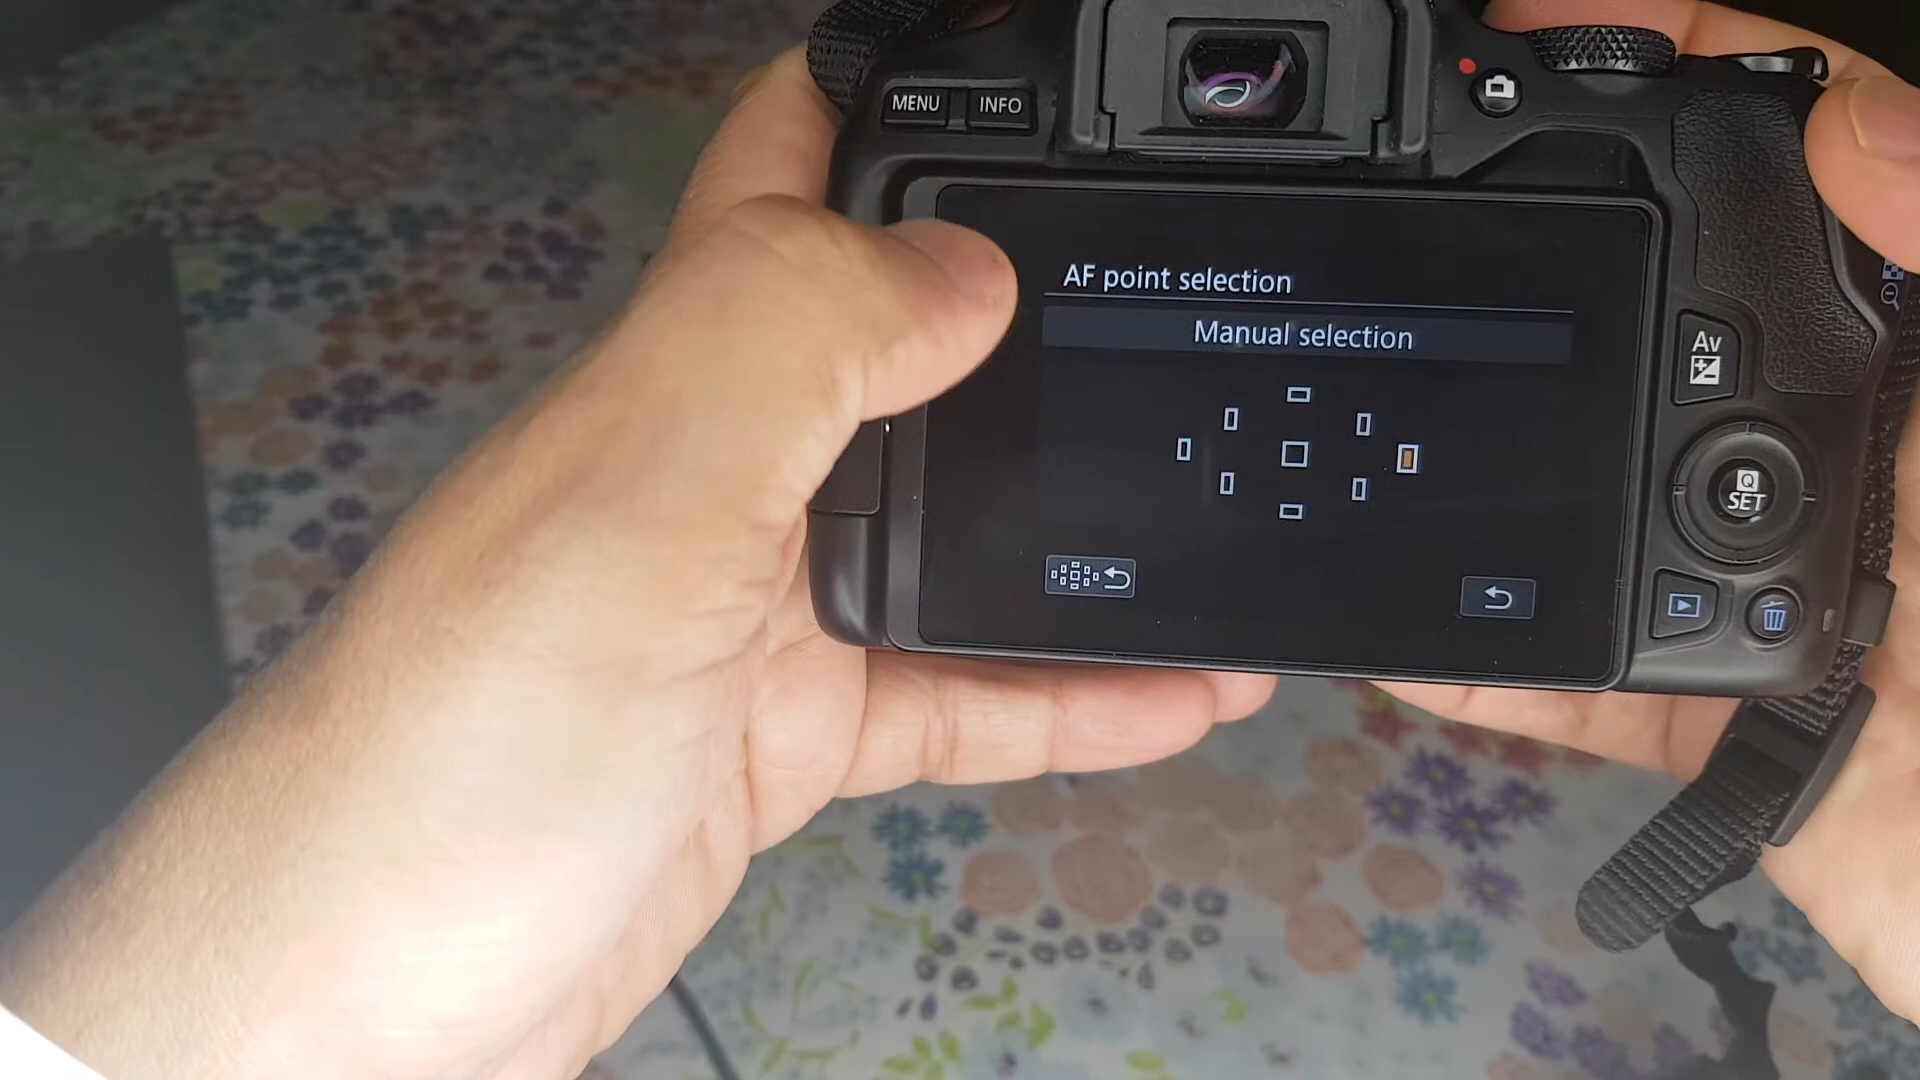 MENU
INFO
AF point selection
Manual selection
Av
Q
SET